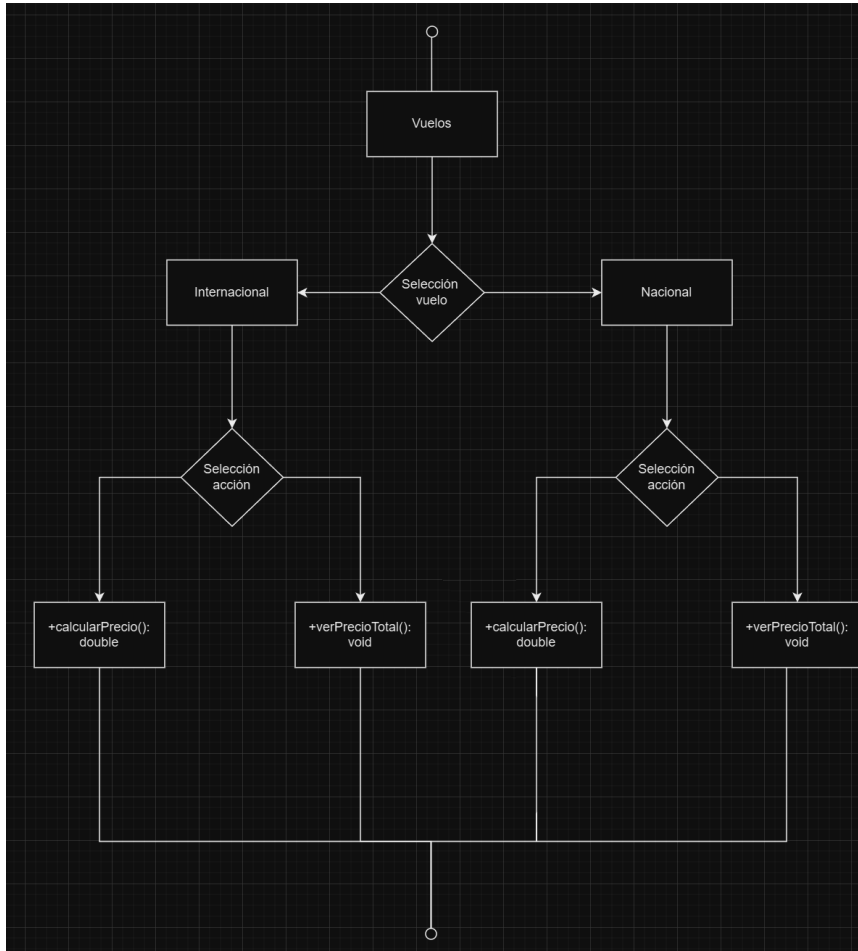 Vuelos
Selección
vuelo
Internacional
Nacional
Selección
acción
Selección
acción
+calcularPrecio():
double
+verPrecioTotal():
void
+calcularPrecio():
double
+verPrecioTotal():
void